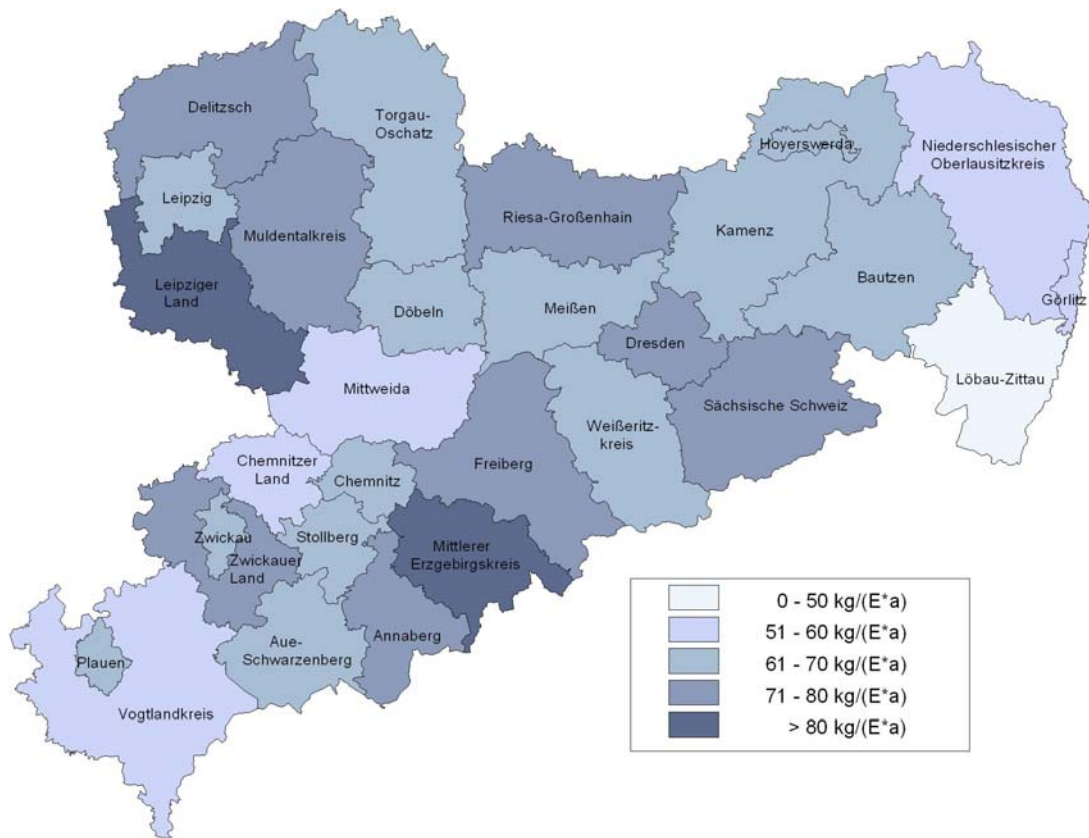 Delitzsch
Torgau-
Oschatz
Hoyerswerda
Niederschlesischer
Oberlausitzkreis
Leipzig
Riesa-Großenhain
Muldentalkreis
Kamenz
Bautzen
Leipziger
Land
Görlitz
Döbeln
Meißen
Dresden
Löbau-Zittau
Mittweida
Sächsische Schweiz
Weißeritz-
kreis
Chemnitzer
Land
Freiberg
Chemnitz
Zwickau
Stollberg
Mittlerer
Erzgebirgskreis
Zwickauer
Land
Annaberg
Aue-
Schwarzenberg
Plauen
Vogtlandkreis
0 - 50 kg/(E*a)
51 - 60 kg/(E*a)
61 - 70 kg/(E*a)
71 - 80 kg/(E*a)
> 80 kg/(E*a)